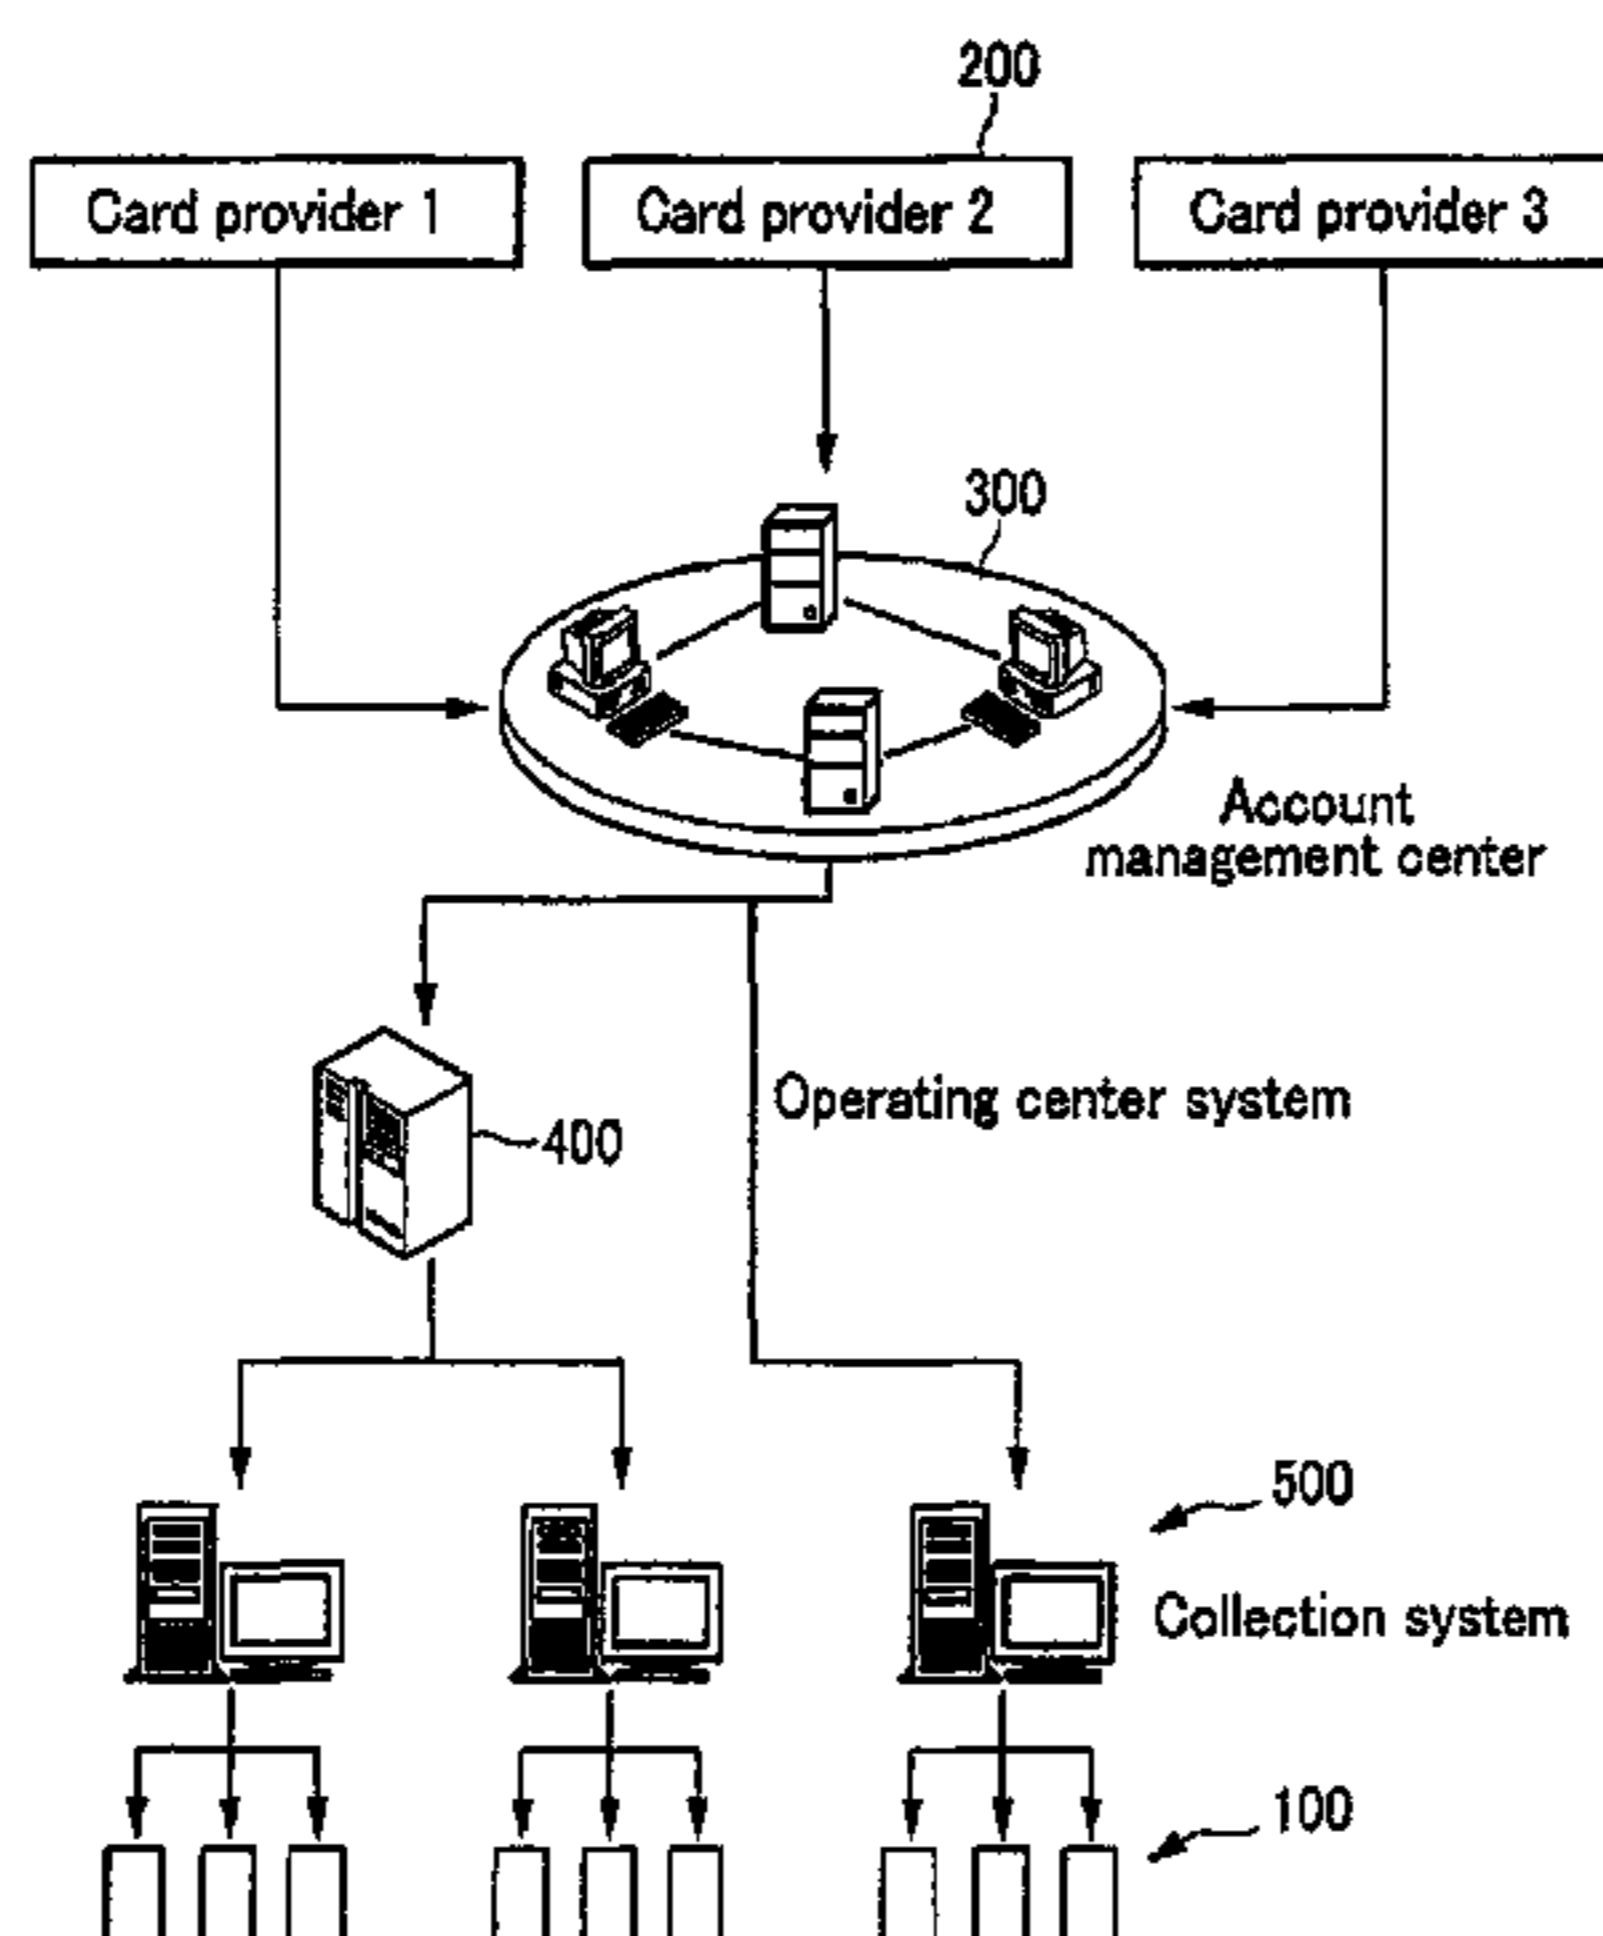 200
Card provider 1
Card provider 2
Card provider 3
300
Account
management center
Operating center system
400
500
Collection system
100